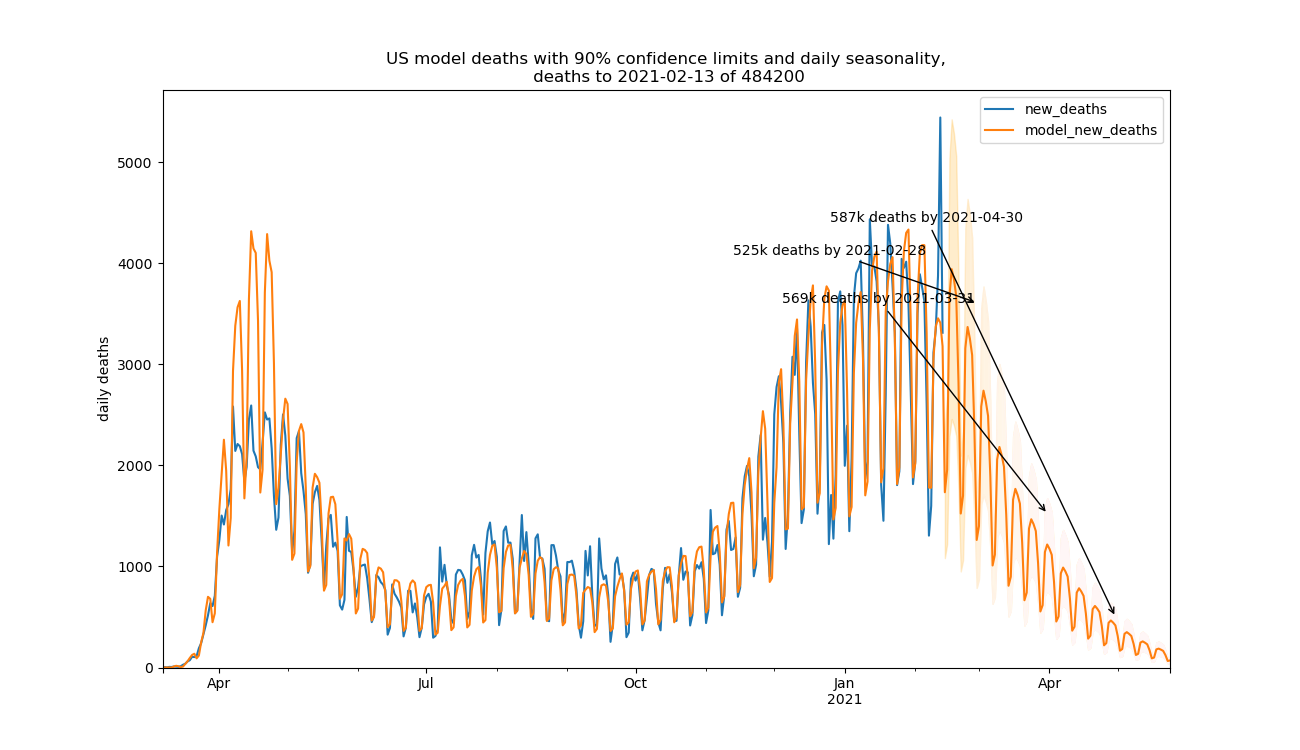 US model deaths with 90% confidence limits and daily seasonality,
deaths to 2021-02-13 of 484200
new_deaths
model_new_deaths
daily deaths
5000
4000
3000
2000
1000
0
587k deaths by 2021-04-30
525k deaths by 2021-02-28
569k deaths by 2021-03-31
Apr
Jul
Oct
Jan
2021
Apr